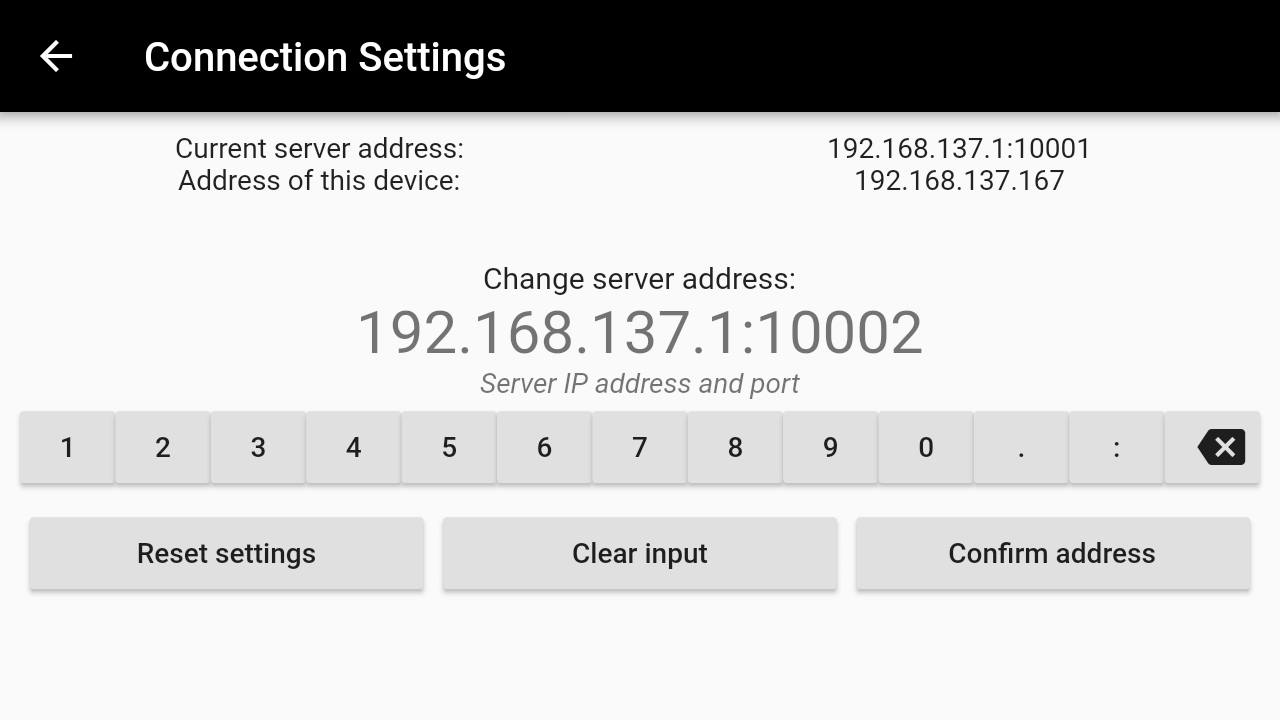 Connection Settings
Current server address: 192.168.137.1:10001
Address of this device: 192.168.137.167
Change server address:
192.168.137.1:10002
Server IP address and port
1 2 3 4 5 6 7 8 9 0 . :
Reset settings Clear input Confirm address